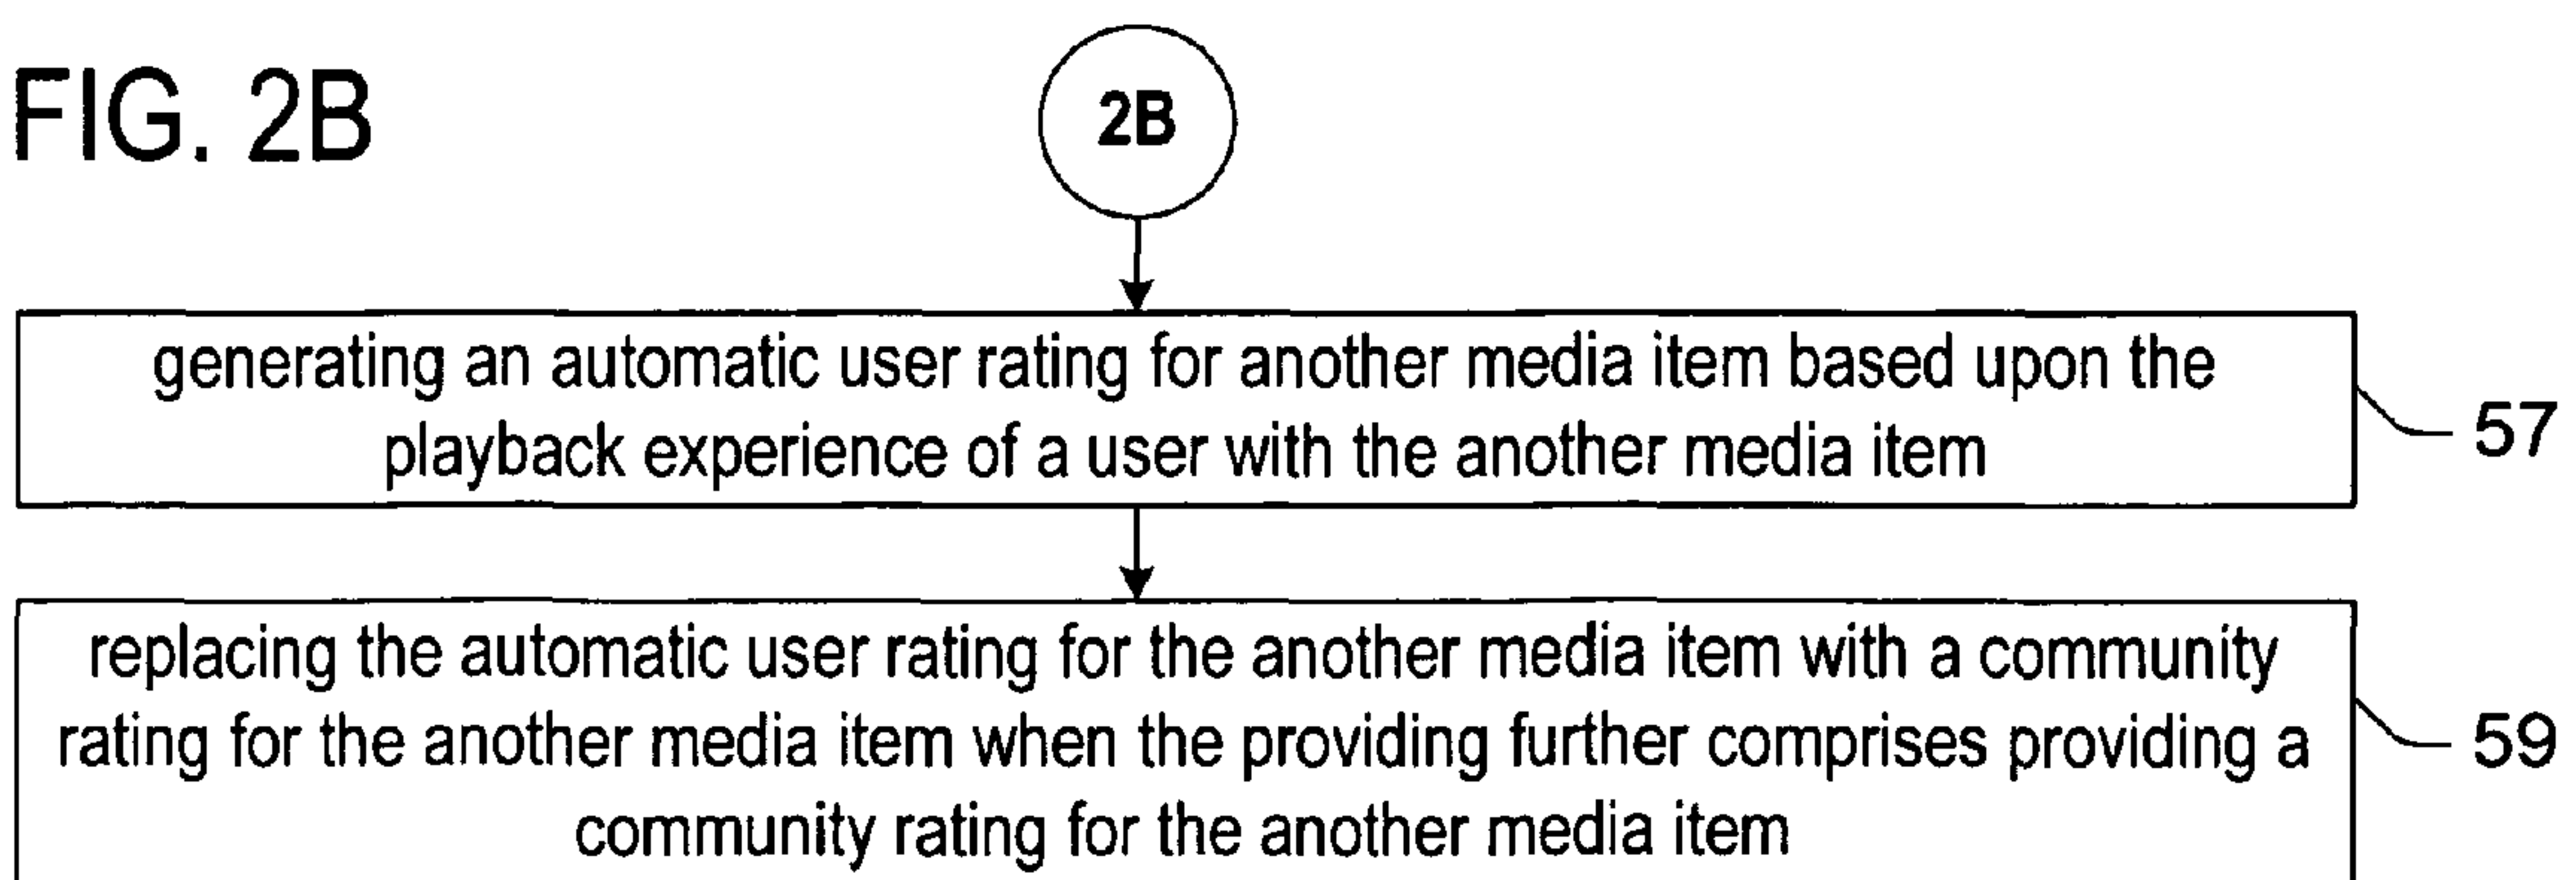 FIG. 2B
2B
generating an automatic user rating for another media item based upon the
playback experience of a user with the another media item
57
replacing the automatic user rating for the another media item with a community
rating for the another media item when the providing further comprises providing a
community rating for the another media item
59